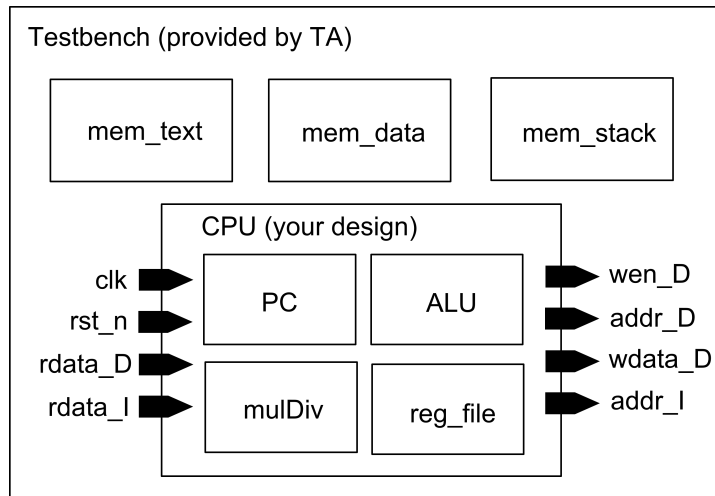 Testbench (provided by TA)
mem_text
mem_data
mem_stack
CPU (your design)
clk
rst_n
rdata_D
rdata_I
PC
ALU
mulDiv
reg_file
wen_D
addr_D
wdata_D
addr_I